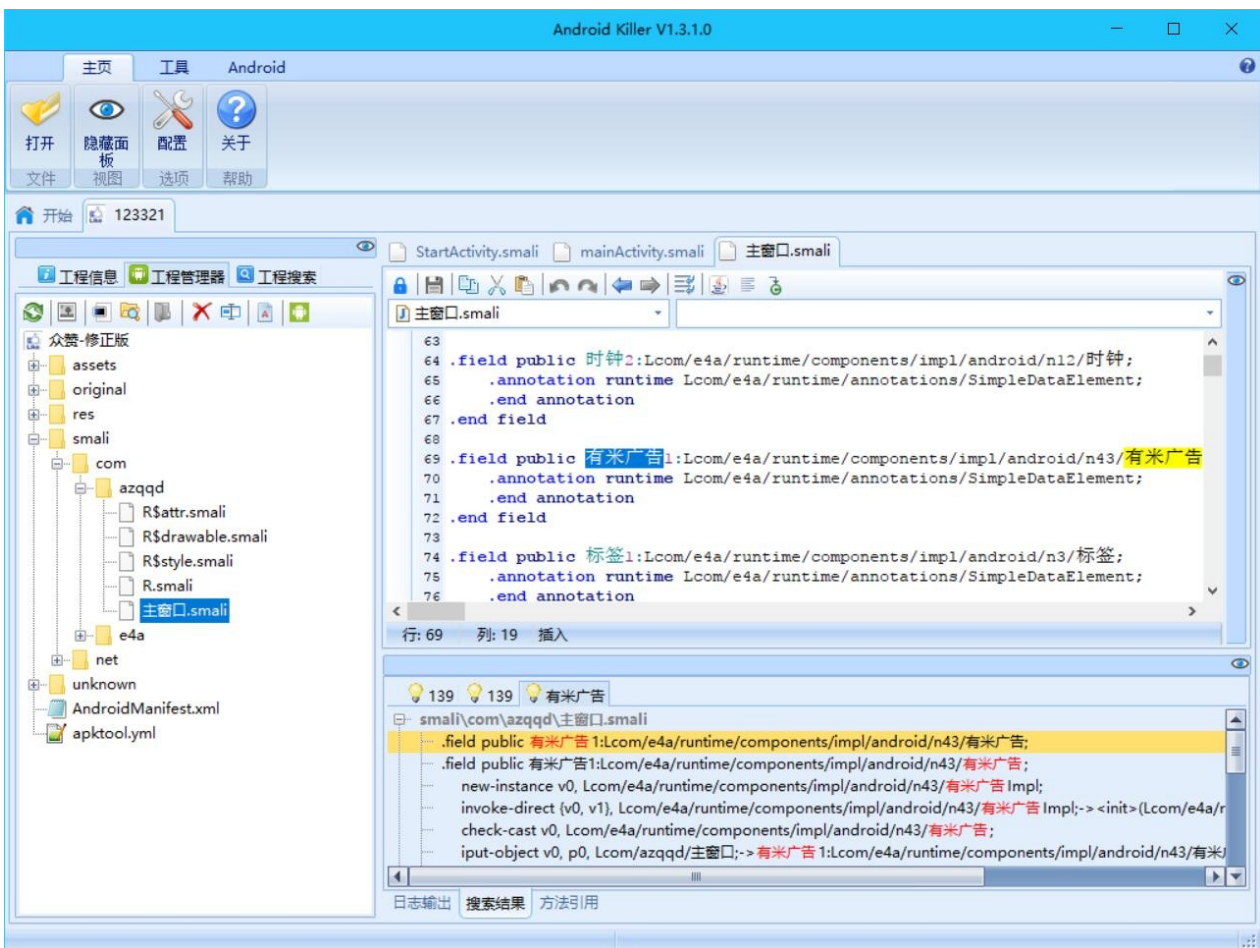 Android Killer V1.3.1.0
主页 工具 Android
打开 隐藏面板 配置 关于
文件 视图 选项 帮助
开始 123321
工程信息 工程管理器 工程搜索
众赞-修正版
assets
original
res
smali
com
azqqd
R$attr.smali
R$drawable.smali
R$style.smali
R.smali
主窗口.smali
e4a
net
unknown
AndroidManifest.xml
apktool.yml
StartActivity.smali mainActivity.smali 主窗口.smali
主窗口.smali
63
64 .field public 时钟2:Lcom/e4a/runtime/components/impl/android/n12/时钟;
65 .annotation runtime Lcom/e4a/runtime/annotations/SimpleDataElement;
66 .end annotation
67 .end field
68
69 .field public 有米广告1:Lcom/e4a/runtime/components/impl/android/n43/有米广告
70 .annotation runtime Lcom/e4a/runtime/annotations/SimpleDataElement;
71 .end annotation
72 .end field
73
74 .field public 标签1:Lcom/e4a/runtime/components/impl/android/n3/标签;
75 .annotation runtime Lcom/e4a/runtime/annotations/SimpleDataElement;
76 .end annotation
行: 69 列: 19 插入
139 139 有米广告
smali\com\azqqd\主窗口.smali
.field public 有米广告1:Lcom/e4a/runtime/components/impl/android/n43/有米广告;
.field public 有米广告1:Lcom/e4a/runtime/components/impl/android/n43/有米广告;
new-instance v0, Lcom/e4a/runtime/components/impl/android/n43/有米广告Impl;
invoke-direct {v0, v1}, Lcom/e4a/runtime/components/impl/android/n43/有米广告Impl;-><init>(Lcom/e4a/r
check-cast v0, Lcom/e4a/runtime/components/impl/android/n43/有米广告;
iput-object v0, p0, Lcom/azqqd/主窗口;->有米广告1:Lcom/e4a/runtime/components/impl/android/n43/有米
日志输出 搜索结果 方法引用